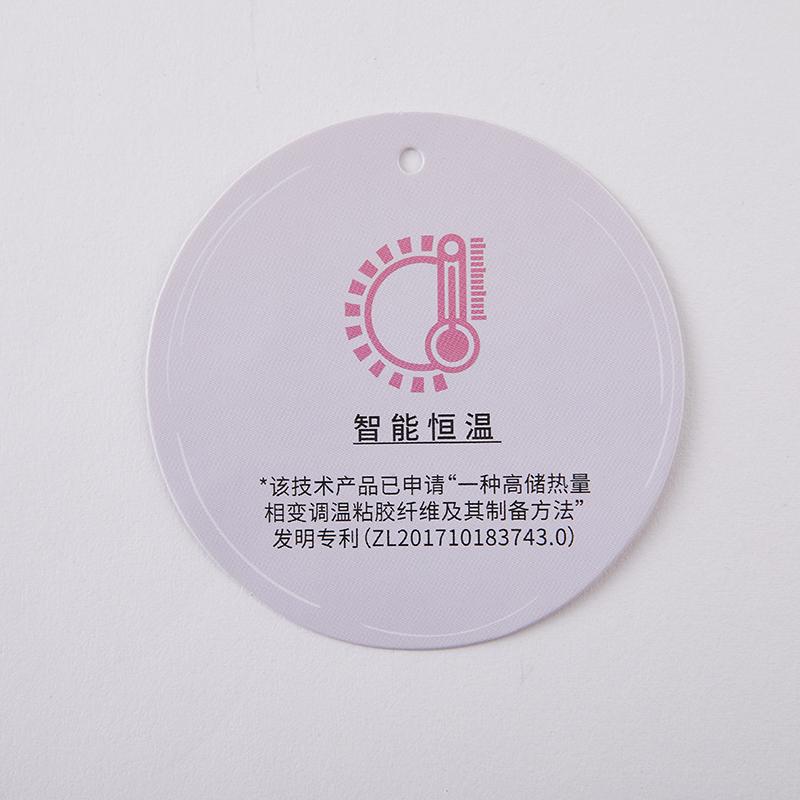 智能恒温
*该技术产品已申请“一种高储热量
相变调温粘胶纤维及其制备方法”
发明专利(ZL201710183743.0)